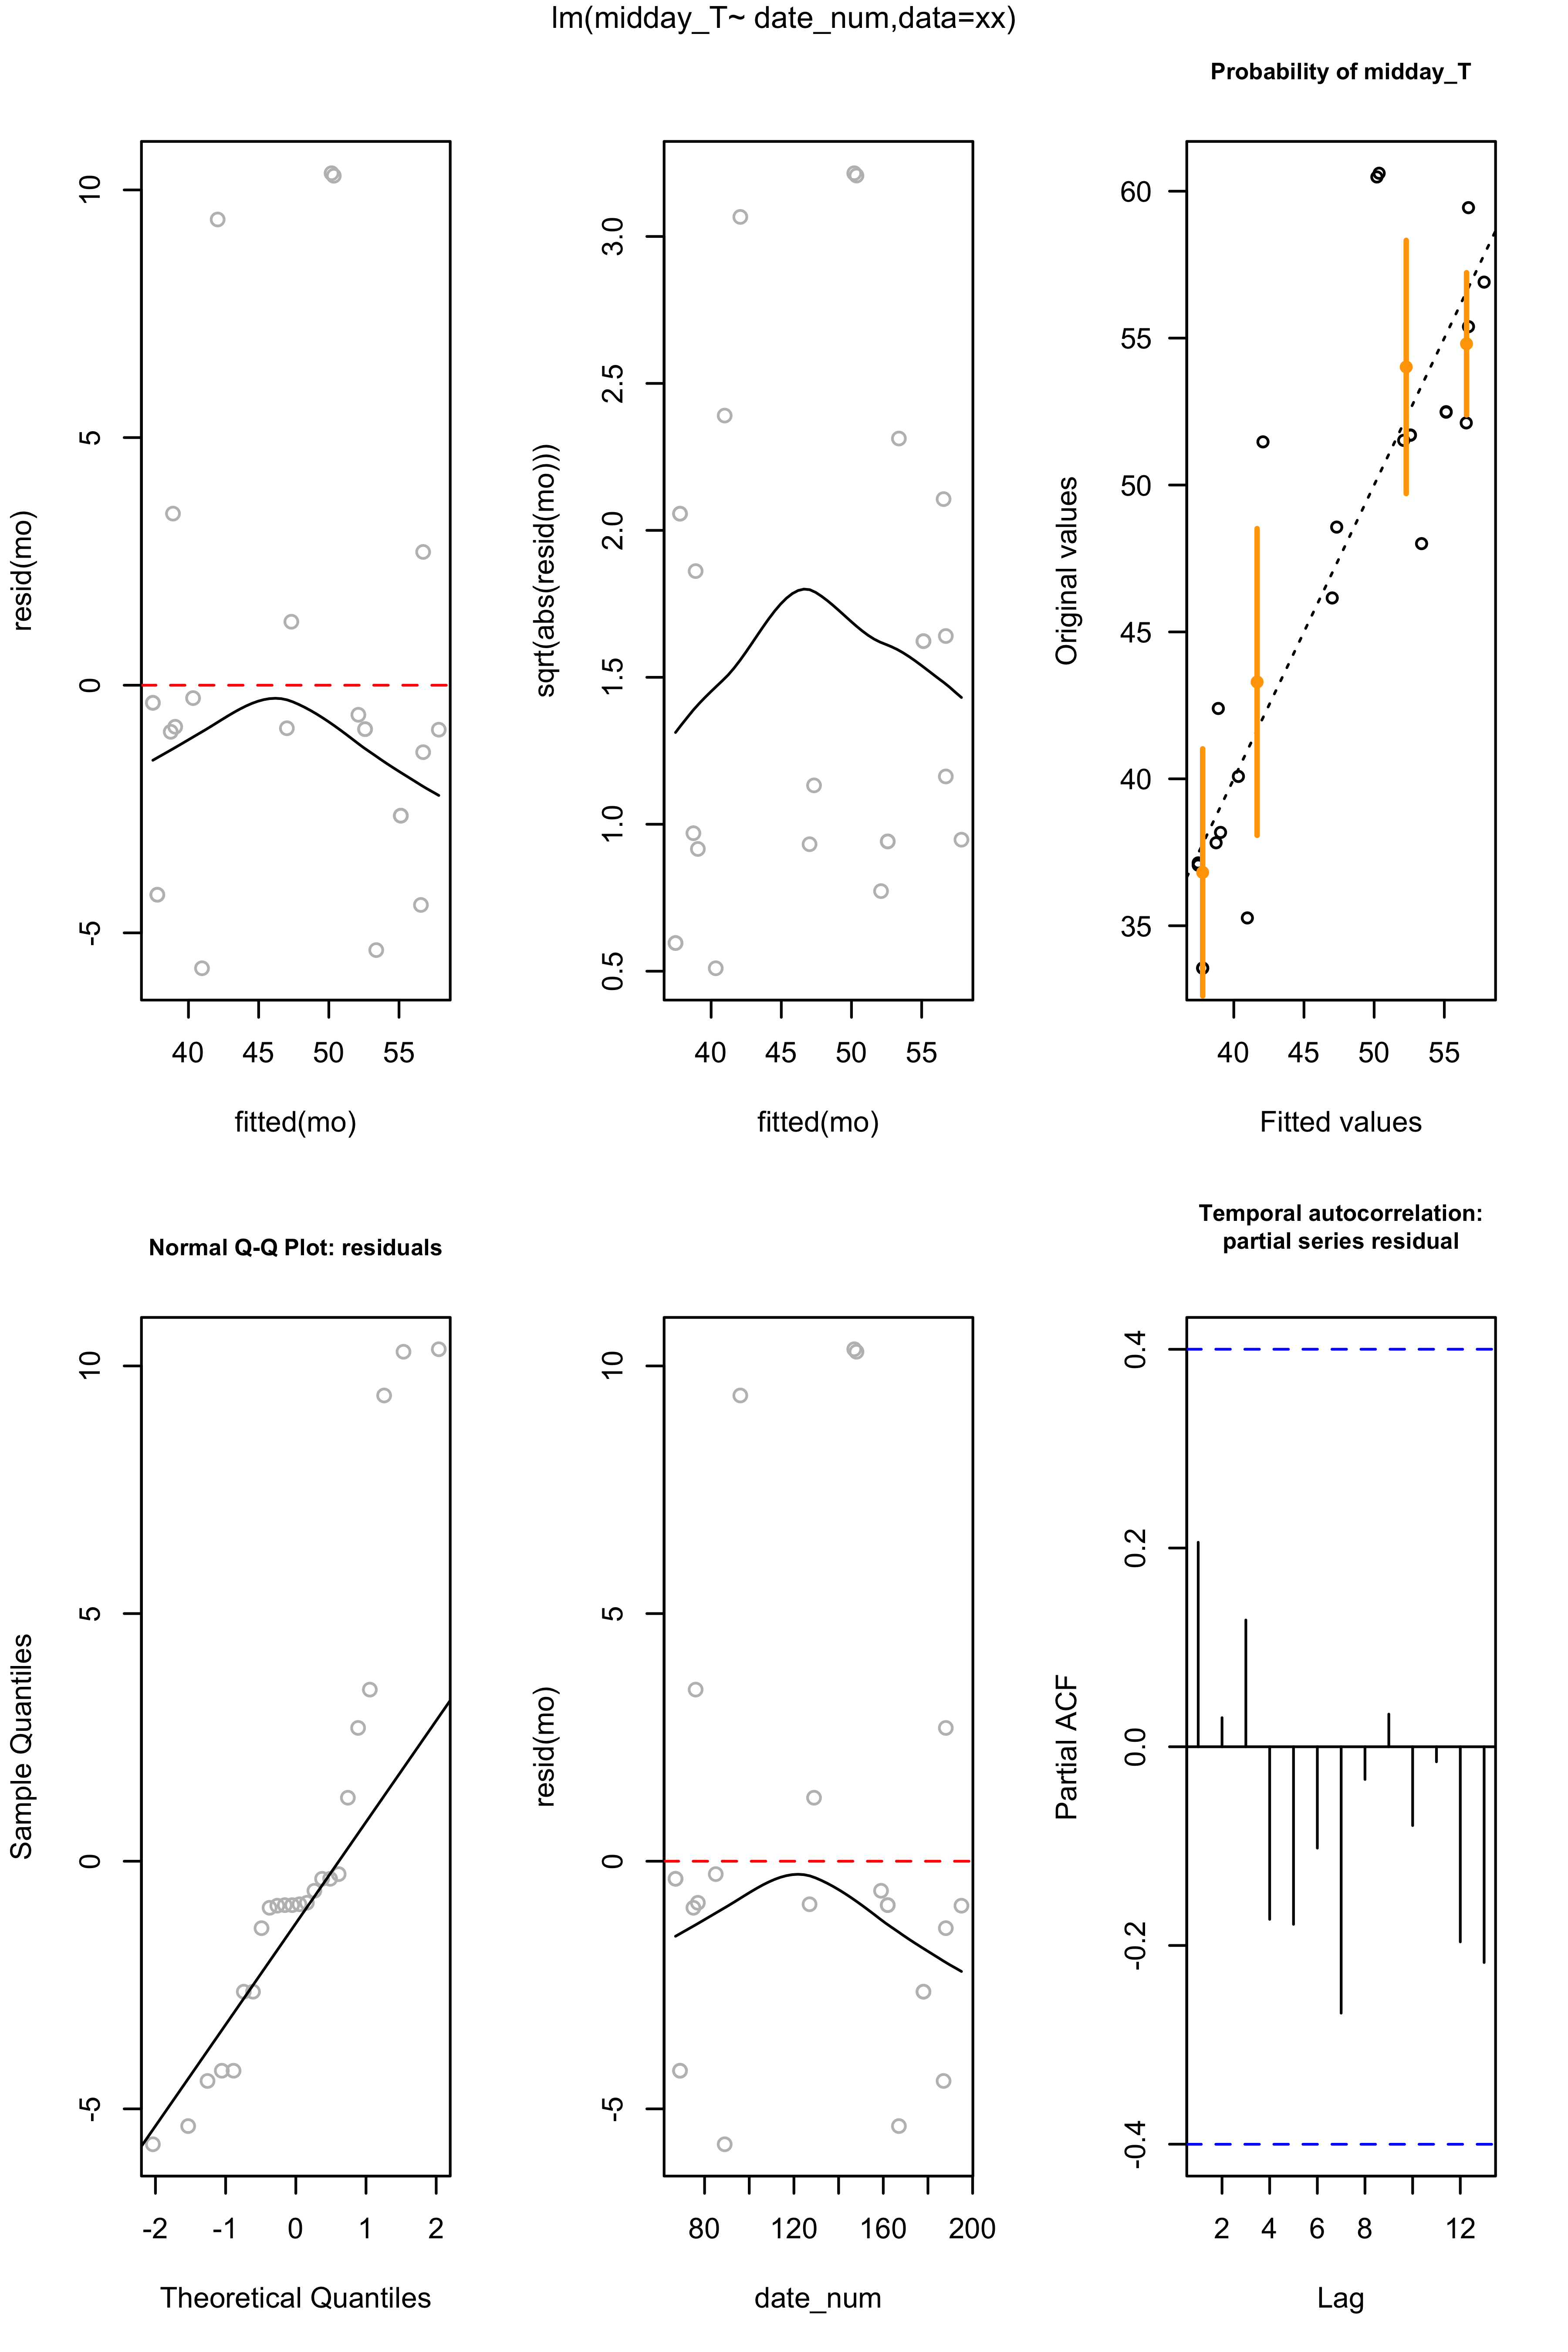 lm(midday_T~ date_num,data=xx)
resid(mo)
10
5
0
-5
40 45 50 55
fitted(mo)
sqrt(abs(resid(mo)))
3.0
2.5
2.0
1.5
1.0
0.5
40 45 50 55
fitted(mo)
Probability of midday_T
Original values
60
55
50
45
40
35
40 45 50 55
Fitted values
Normal Q-Q Plot: residuals
Sample Quantiles
10
5
0
-5
-2 -1 0 1 2
Theoretical Quantiles
resid(mo)
10
5
0
-5
80 120 160 200
date_num
Temporal autocorrelation:
partial series residual
Partial ACF
0.4
0.2
0.0
-0.2
-0.4
2 4 6 8 12
Lag